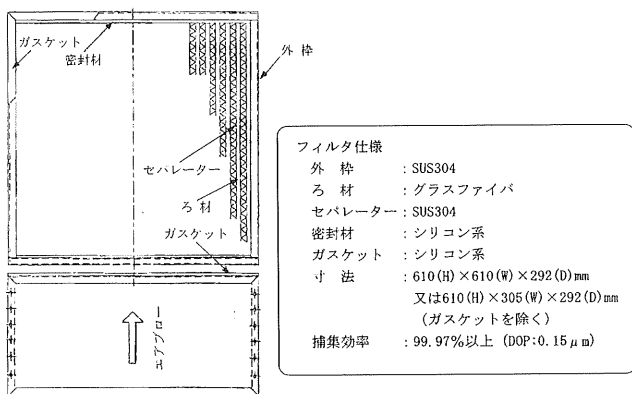 ガスケット
密封材
外 枠
セパレーター
ろ 材
ガスケット
エアブロー
フィルタ仕様
外 枠 : SUS304
ろ 材 : グラスファイバ
セパレーター : SUS304
密封材 : シリコン系
ガスケット : シリコン系
寸 法 : 610(H)×610(W)×292(D)mm
又は610(H)×305(W)×292(D)mm
(ガスケットを除く)
捕集効率 : 99.97%以上 (DOP:0.15μm)